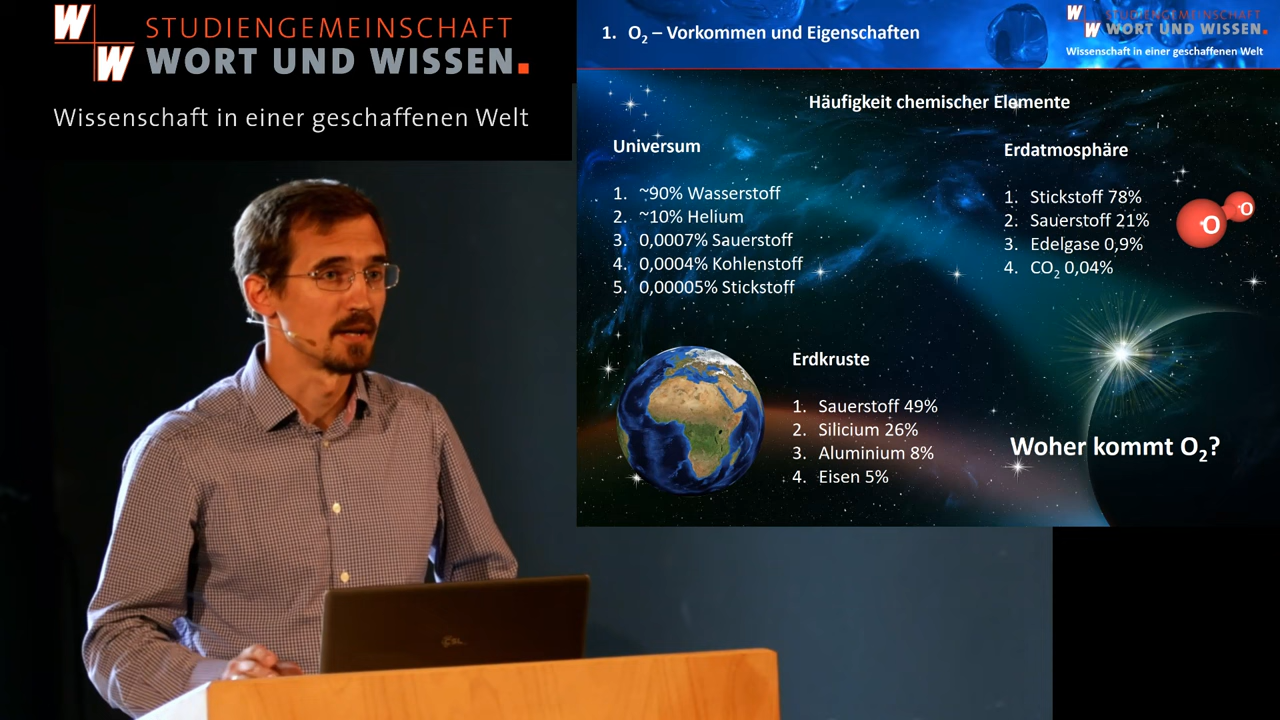 W STUDIENGEMEINSCHAFT
W WORT UND WISSEN.
Wissenschaft in einer geschaffenen Welt
1. O₂ – Vorkommen und Eigenschaften
W STUDIENGEMEINSCHAFT
W WORT UND WISSEN.
Wissenschaft in einer geschaffenen Welt
Häufigkeit chemischer Elemente
Universum
1. ~90% Wasserstoff
2. ~10% Helium
3. 0,0007% Sauerstoff
4. 0,0004% Kohlenstoff
5. 0,00005% Stickstoff
Erdatmosphäre
1. Stickstoff 78%
2. Sauerstoff 21%
3. Edelgase 0,9%
4. CO₂ 0,04%
O O
Erdkruste
1. Sauerstoff 49%
2. Silicium 26%
3. Aluminium 8%
4. Eisen 5%
Woher kommt O₂?